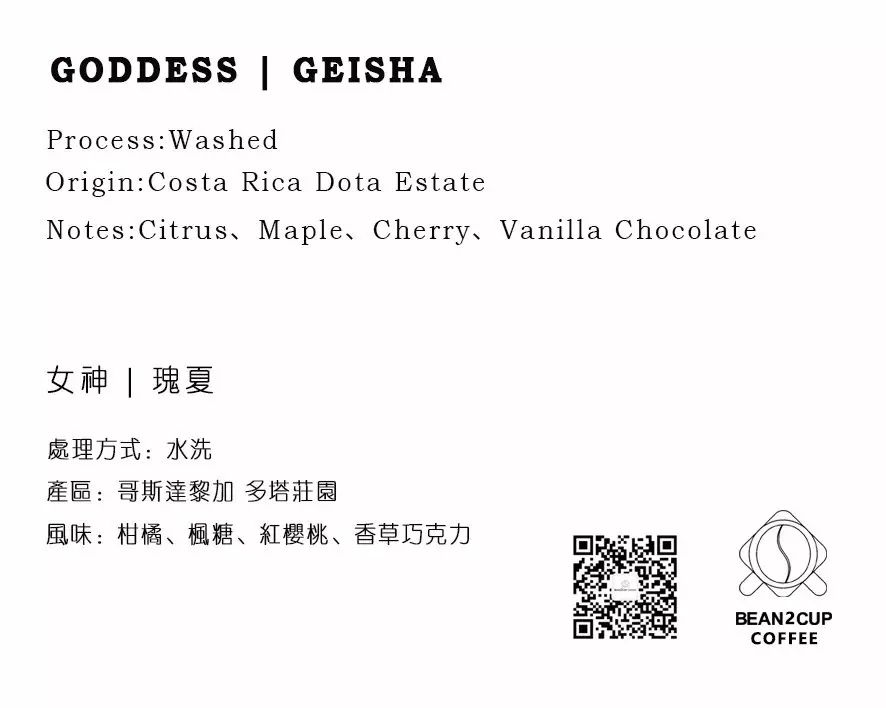 GODDESS | GEISHA
Process:Washed
Origin:Costa Rica Dota Estate
Notes:Citrus、Maple、Cherry、Vanilla Chocolate
女神 | 瑰夏
處理方式：水洗
產區：哥斯達黎加 多塔莊園
風味：柑橘、楓糖、紅櫻桃、香草巧克力
BEAN2CUP
COFFEE